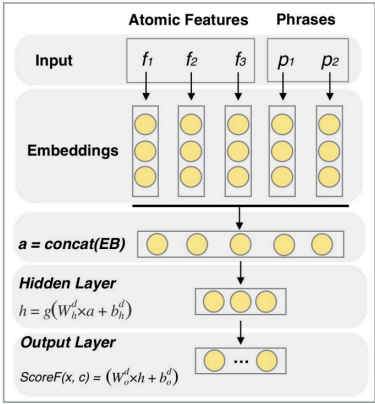 Atomic Features Phrases
Input f1 f2 f3 p1 p2
Embeddings
a = concat(EB)
Hidden Layer
h = g(W_h^d×a + b_h^d)
Output Layer
...
ScoreF(x, c) = (W_o^d×h + b_o^d)